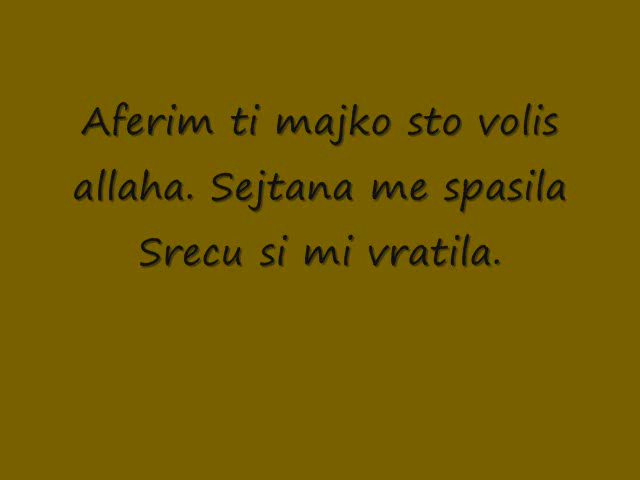 Aferim ti majko sto volis
allaha. Sejtana me spasila
Srecu si mi vratila.